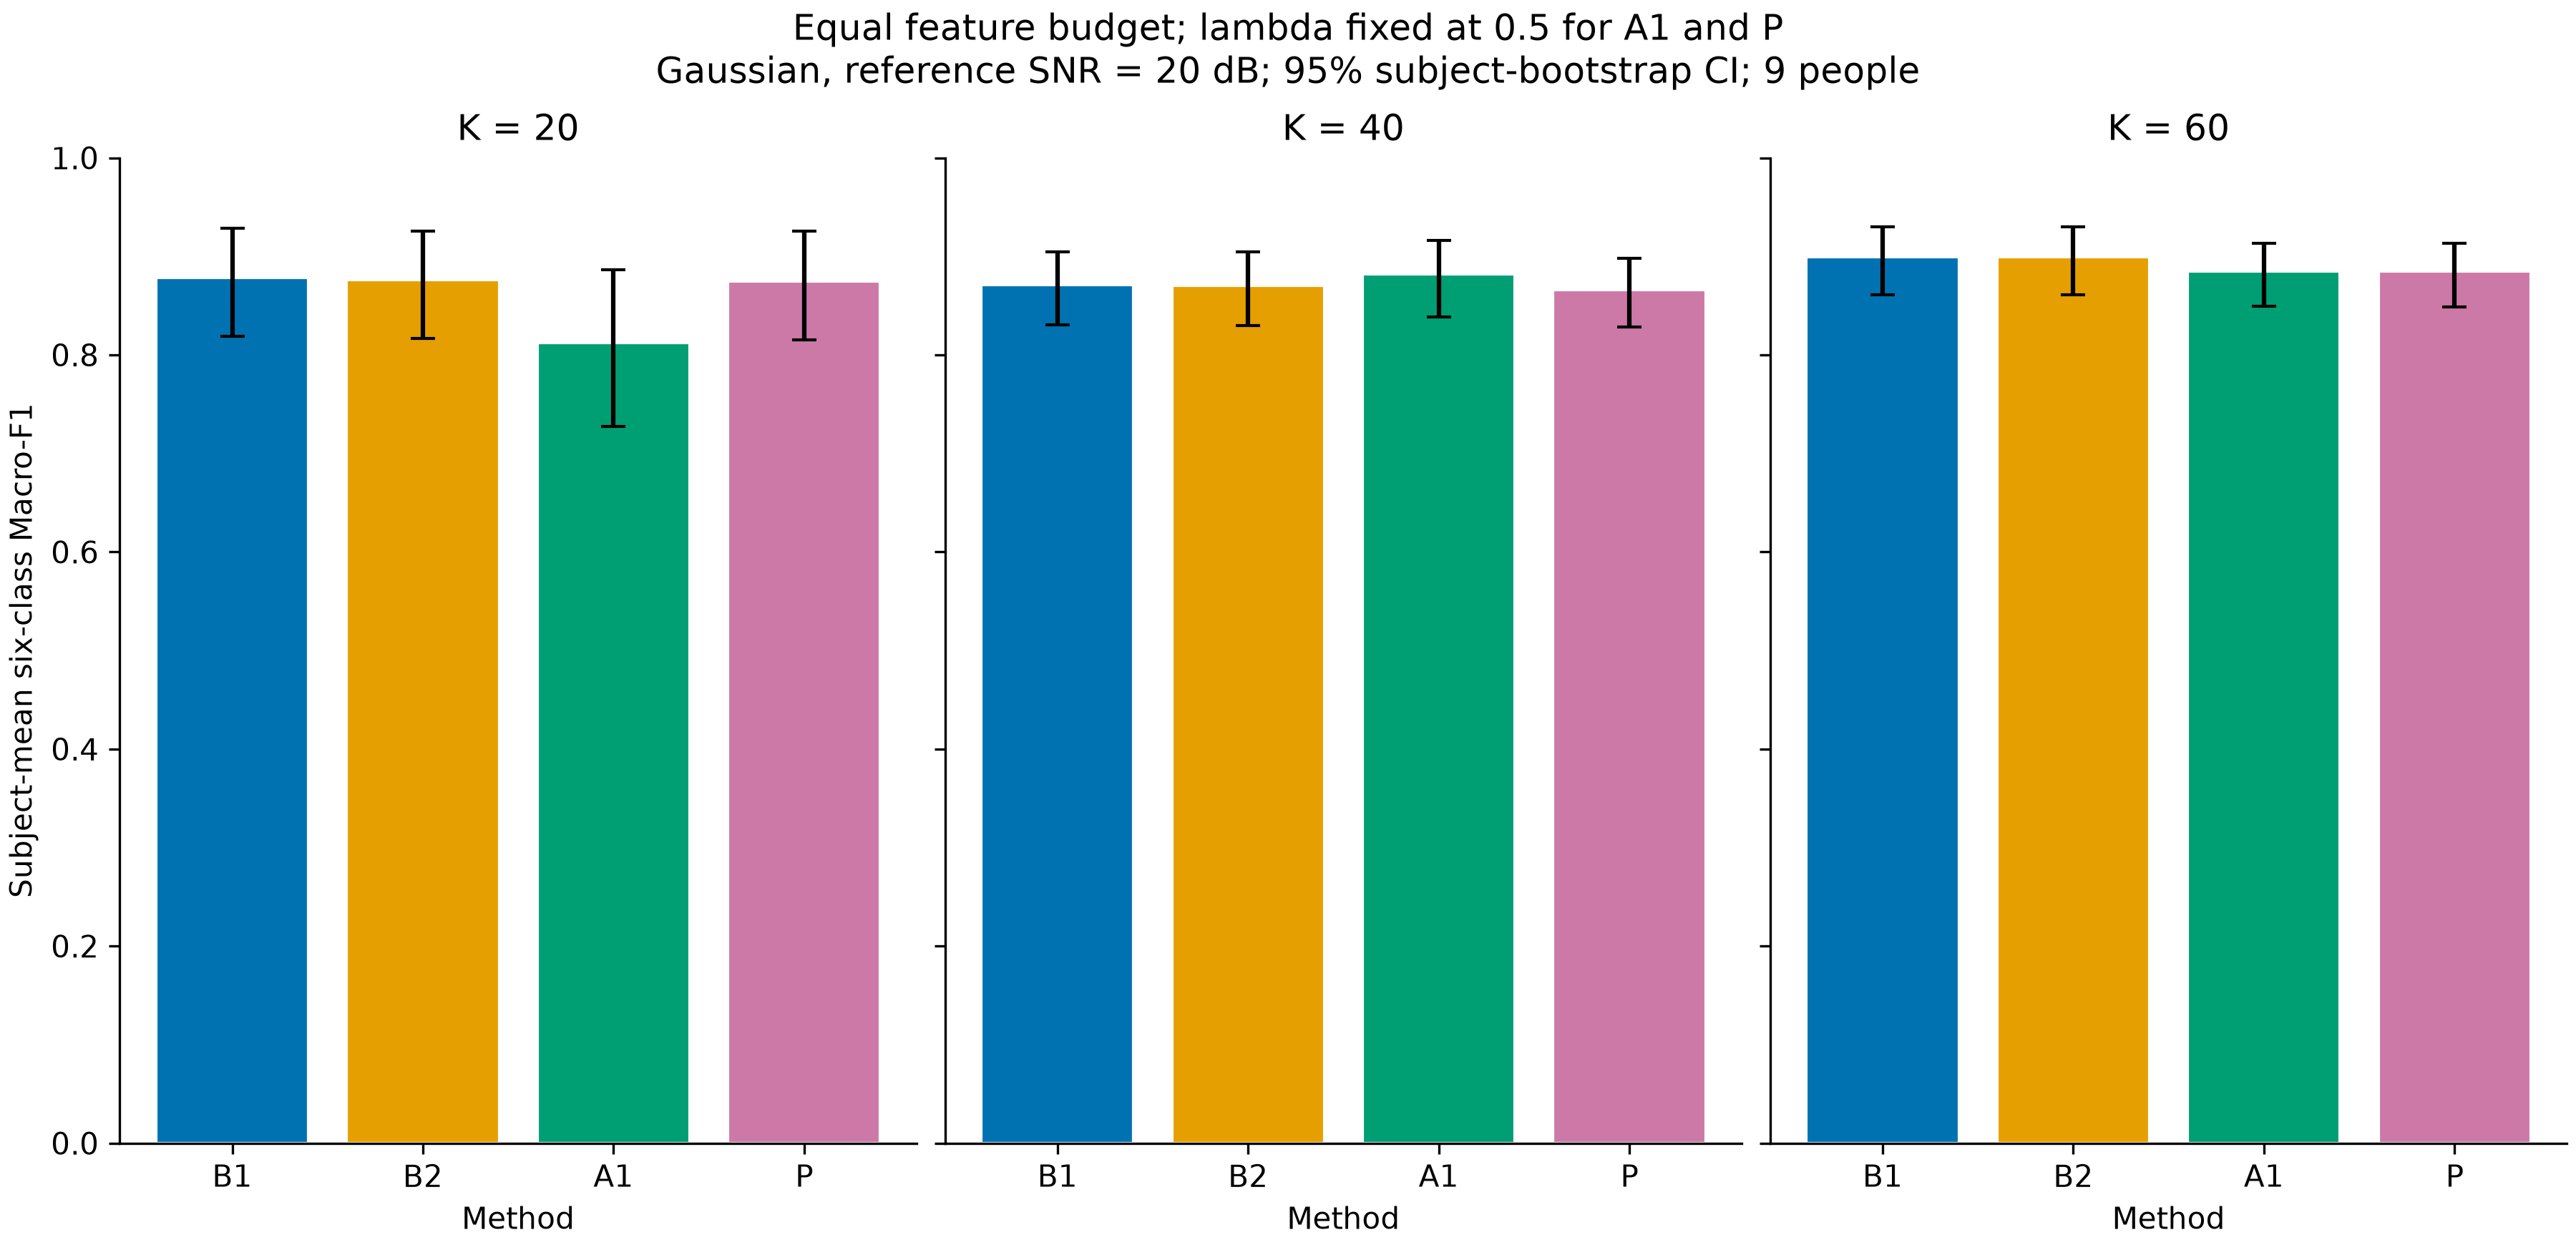 Equal feature budget; lambda fixed at 0.5 for A1 and P
Gaussian, reference SNR = 20 dB; 95% subject-bootstrap CI; 9 people
K = 20
K = 40
K = 60
Subject-mean six-class Macro-F1
1.0
0.8
0.6
0.4
0.2
0.0
B1 B2 A1 P
B1 B2 A1 P
B1 B2 A1 P
Method
Method
Method